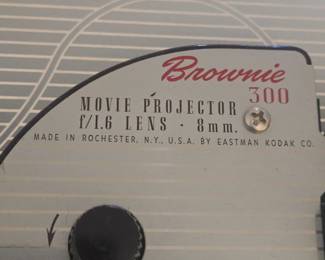 Brownie
300
MOVIE PROJECTOR
f/1.6 LENS · 8mm.
MADE IN ROCHESTER, N.Y., U.S.A. BY EASTMAN KODAK CO.